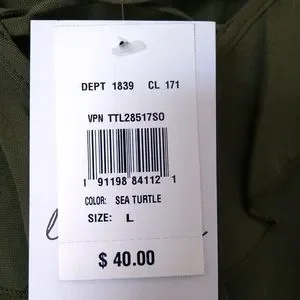 DEPT 1839 CL 171
VPN TTL28517SO
1 91198 84112 1
COLOR: SEA TURTLE
SIZE: L
$ 40.00